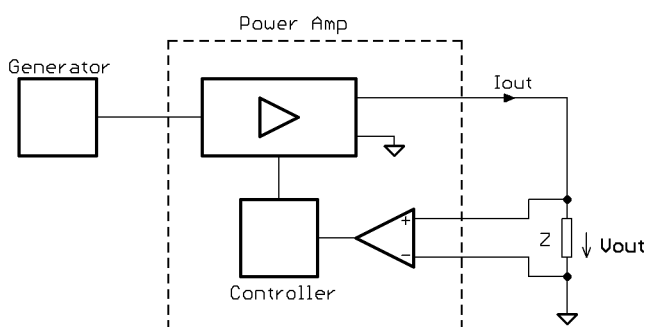 Power Amp
Generator
Iout
+
−
Z
Vout
Controller